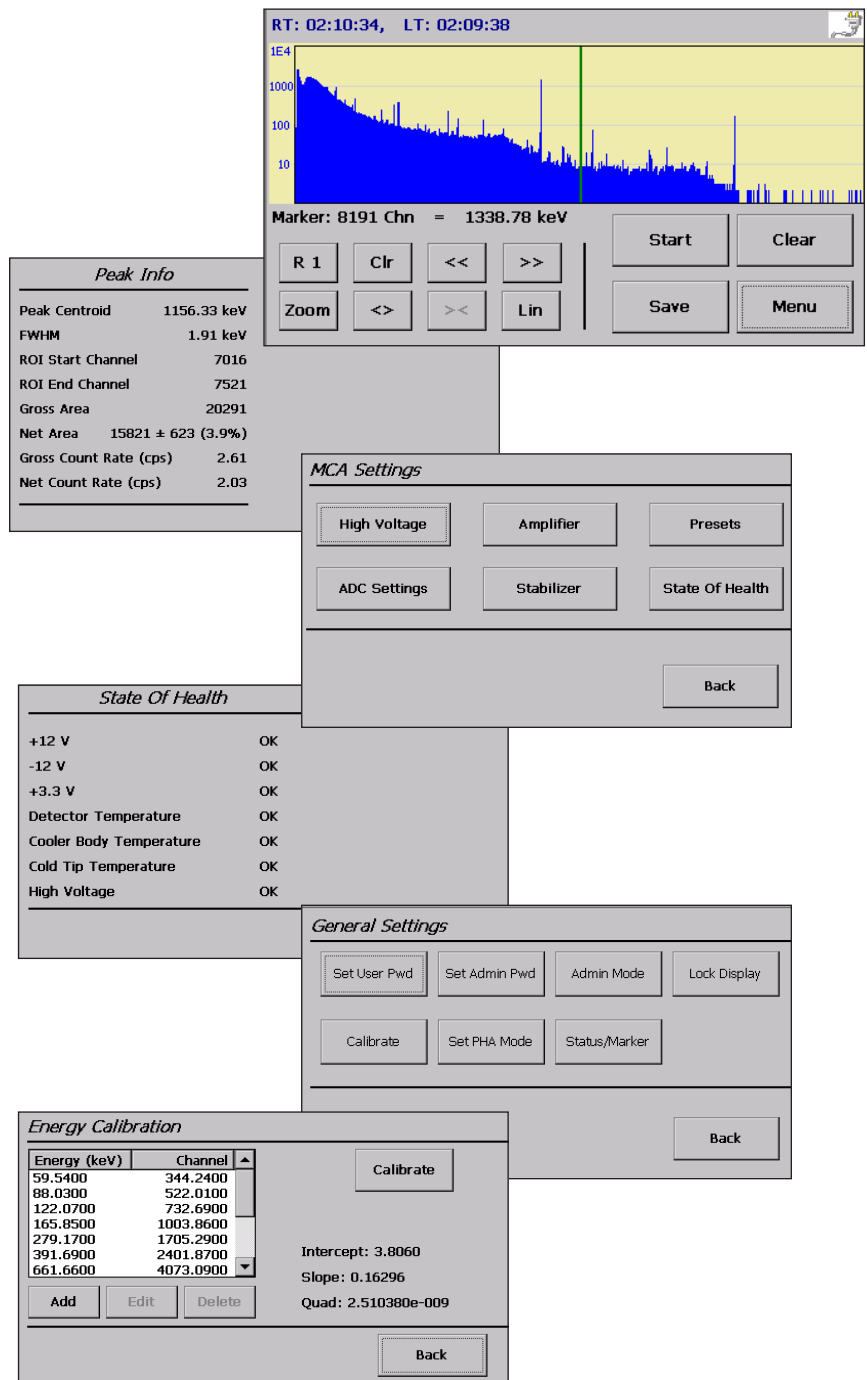 RT: 02:10:34, LT: 02:09:38
1E4
1000
100
10
Marker: 8191 Chn = 1338.78 keV
R 1 Clr << >>
Zoom <> >< Lin
Start Clear
Save Menu
Peak Info
Peak Centroid 1156.33 keV
FWHM 1.91 keV
ROI Start Channel 7016
ROI End Channel 7521
Gross Area 20291
Net Area 15821 ± 623 (3.9%)
Gross Count Rate (cps) 2.61
Net Count Rate (cps) 2.03
MCA Settings
High Voltage Amplifier Presets
ADC Settings Stabilizer State Of Health
Back
State Of Health
+12 V OK
-12 V OK
+3.3 V OK
Detector Temperature OK
Cooler Body Temperature OK
Cold Tip Temperature OK
High Voltage OK
General Settings
Set User Pwd Set Admin Pwd Admin Mode Lock Display
Calibrate Set PHA Mode Status/Marker
Back
Energy Calibration
Energy (keV) Channel
59.5400 344.2400
88.0300 522.0100
122.0700 732.6900
165.8500 1003.8600
279.1700 1705.2900
391.6900 2401.8700
661.6600 4073.0900
Add Edit Delete
Calibrate
Intercept: 3.8060
Slope: 0.16296
Quad: 2.510380e-009
Back